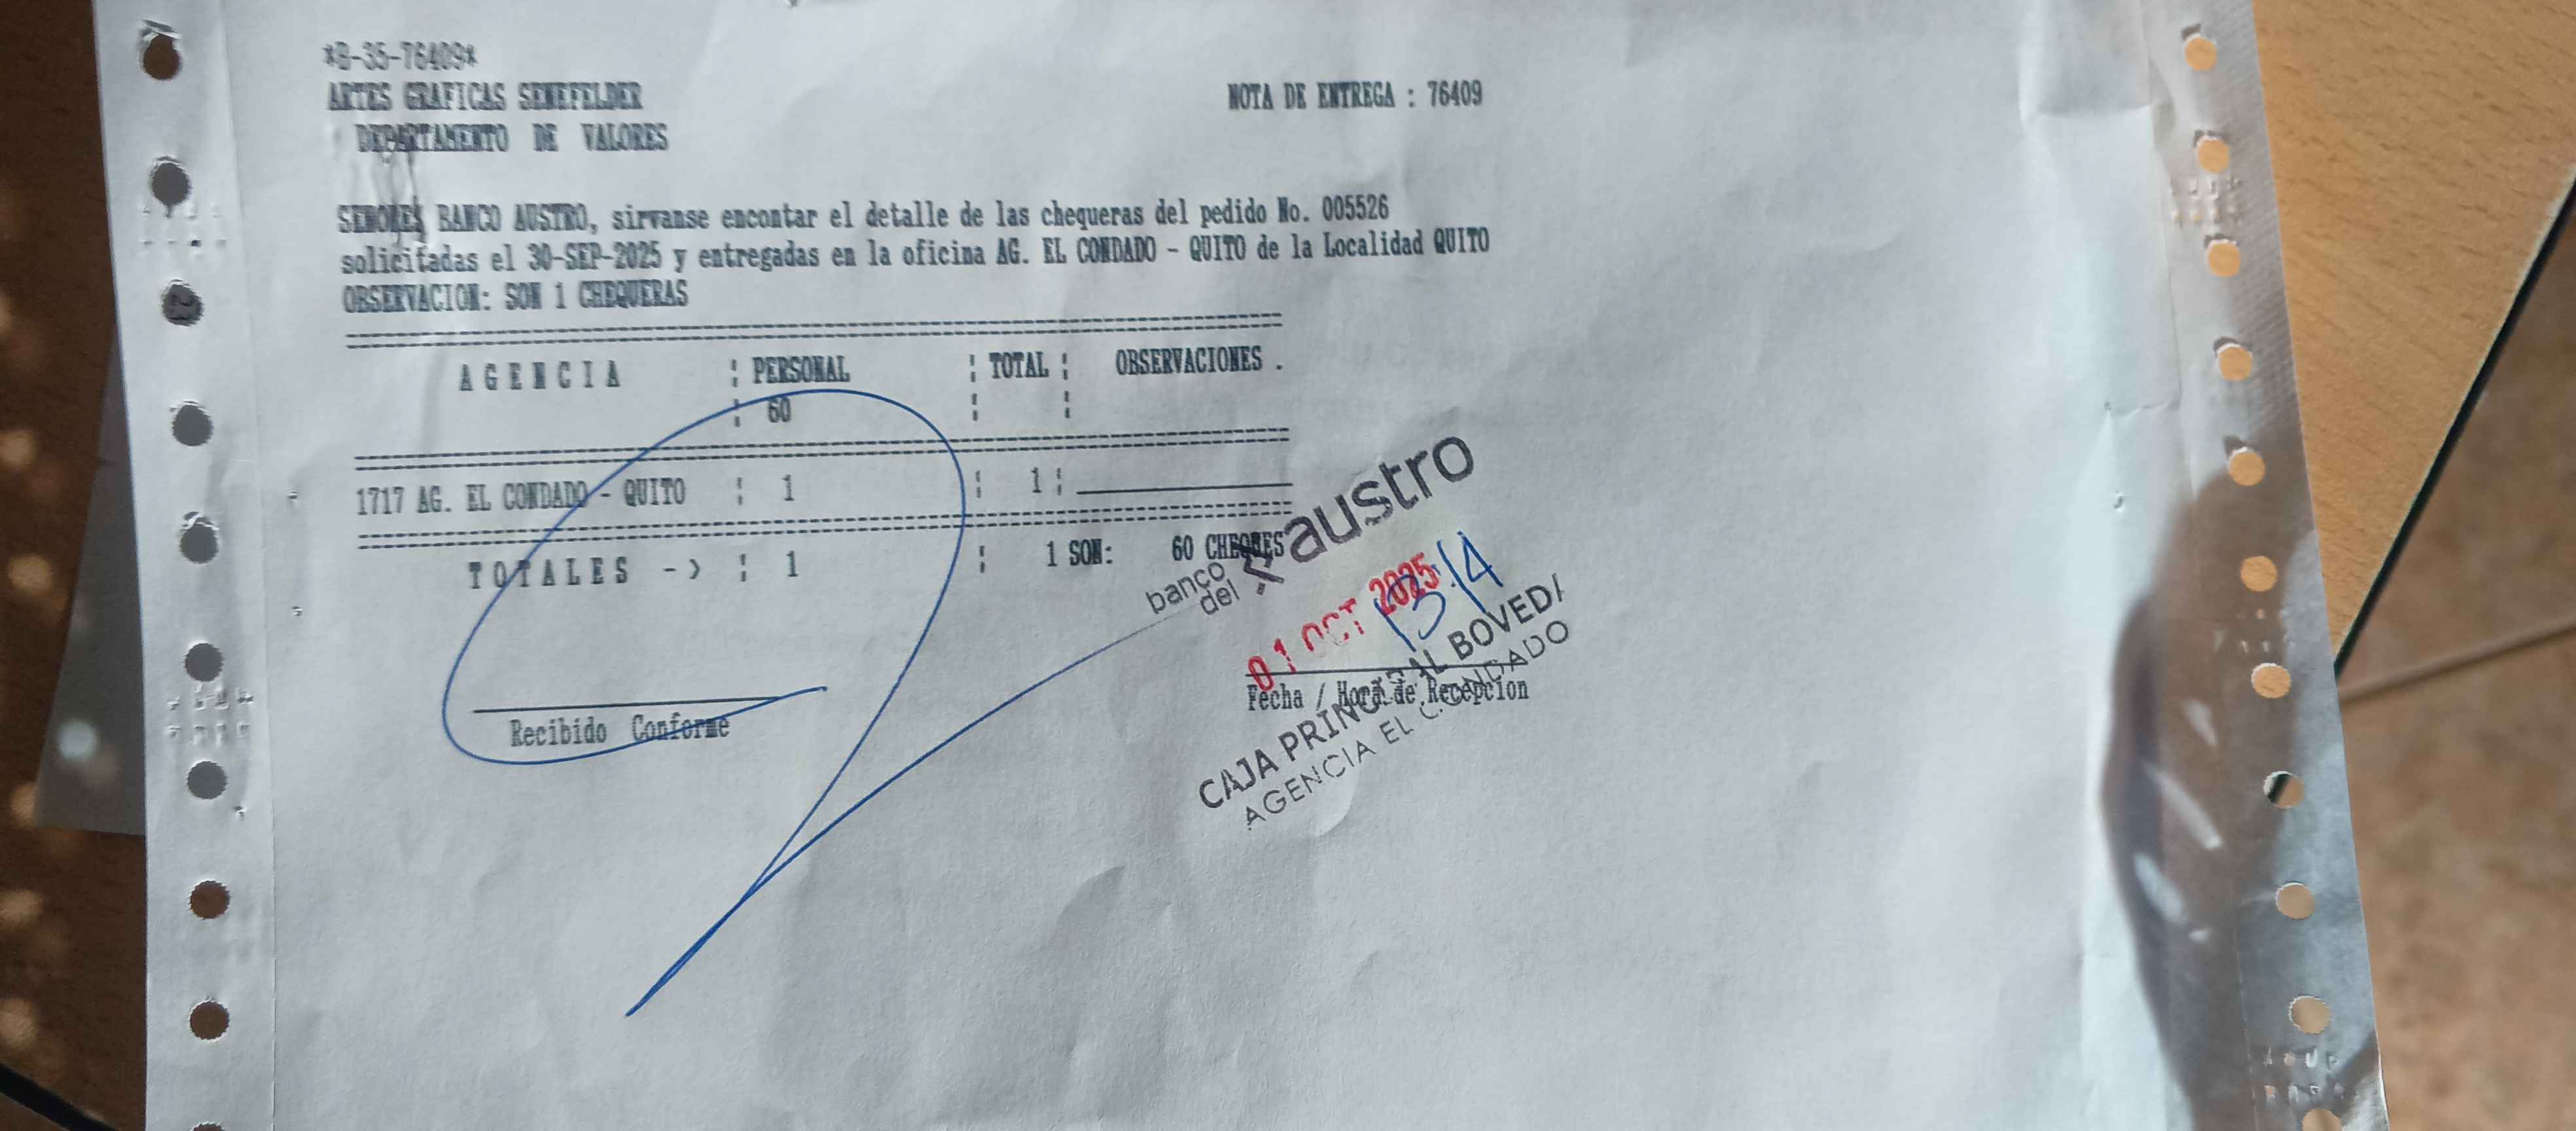 *B-35-76409*
ARTES GRAFICAS SENEFELDER
NOTA DE ENTREGA : 76409
DEPARTAMENTO DE VALORES
SENORES BANCO AUSTRO, sirvanse encontar el detalle de las chequeras del pedido No. 005526
solicitadas el 30-SEP-2025 y entregadas en la oficina AG. EL CONDADO - QUITO de la Localidad QUITO
OBSERVACION: SON 1 CHEQUERAS
A G E N C I A ¦ PERSONAL ¦ TOTAL ¦ OBSERVACIONES .
¦ 60 ¦ ¦
1717 AG. EL CONDADO - QUITO ¦ 1 ¦ 1 ¦
T O T A L E S -> ¦ 1 ¦ 1 SON: 60 CHEQUES
banco del austro
01 OCT 2025
13:14
Recibido Conforme
Fecha / Hora de Recepcion
CAJA PRINCIPAL BOVEDA
AGENCIA EL CONDADO